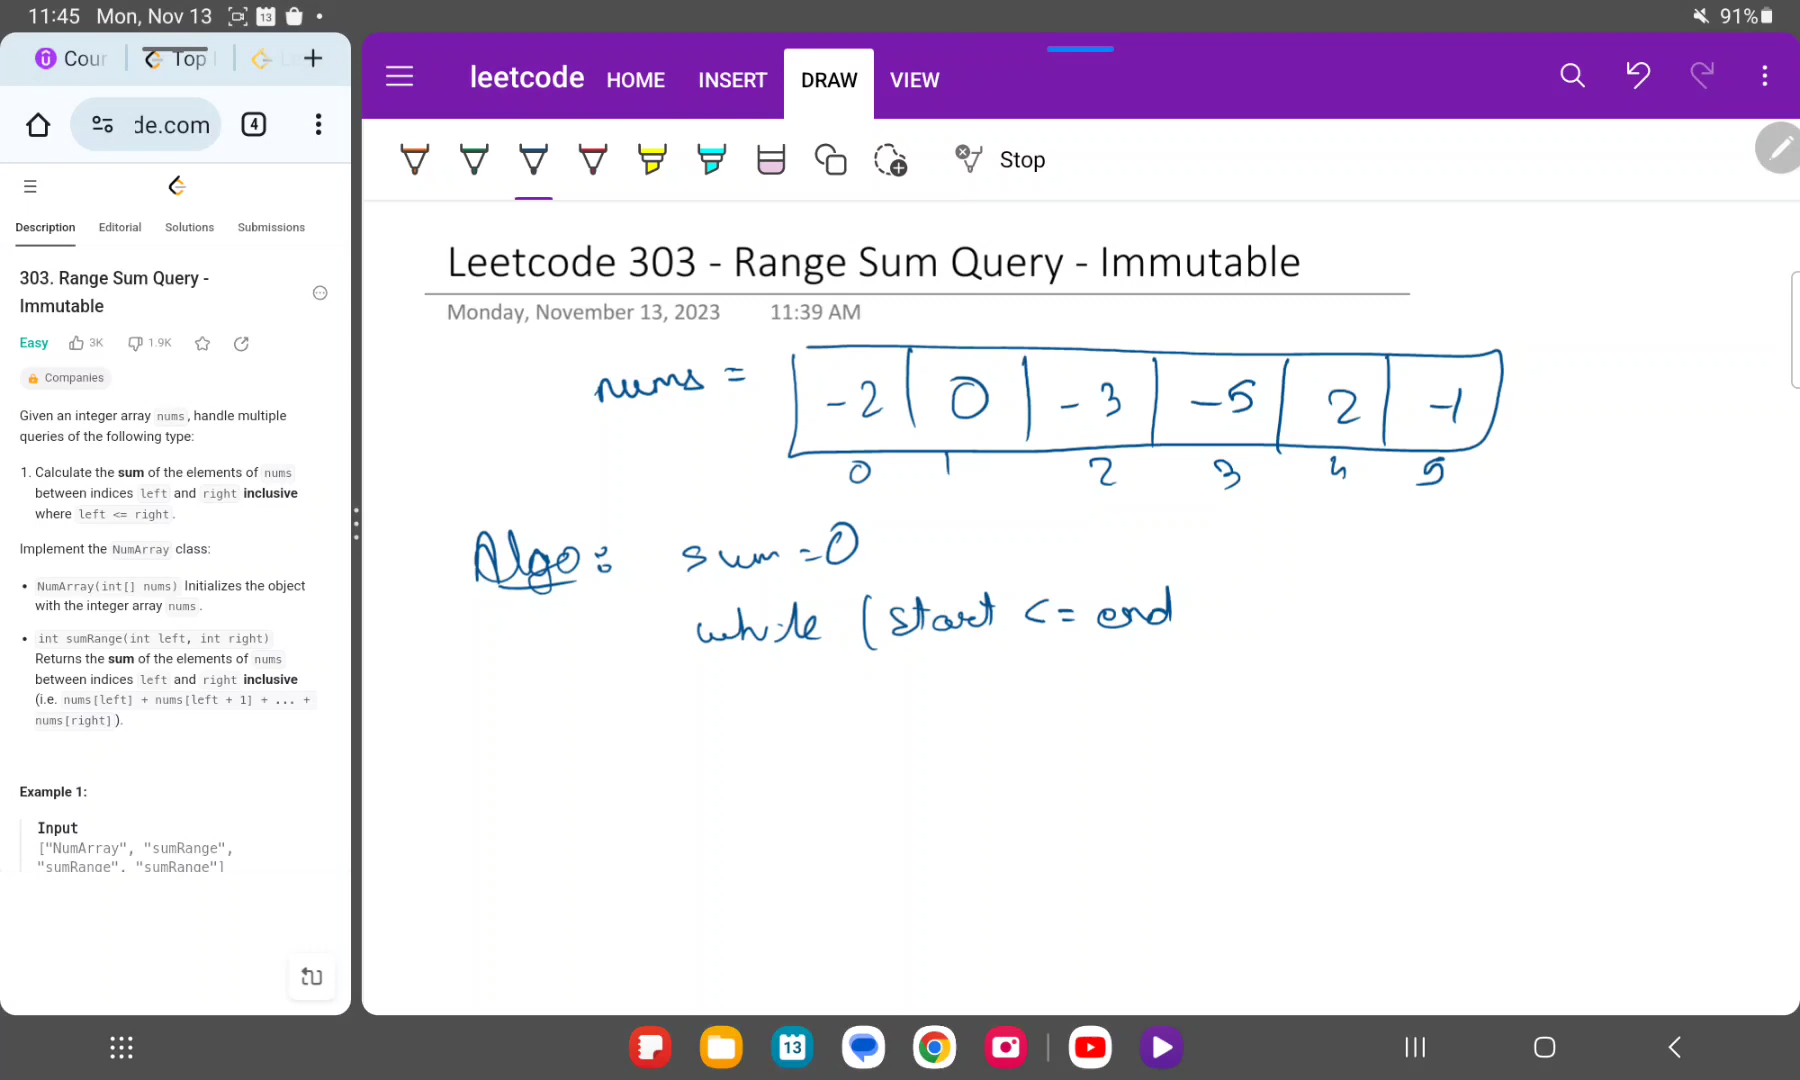 11:45 Mon, Nov 13 13 91%
Cour Top
de.com 4
Description Editorial Solutions Submissions
303. Range Sum Query -
Immutable
Easy 3K 1.9K
Companies
Given an integer array nums, handle multiple
queries of the following type:
1. Calculate the sum of the elements of nums
between indices left and right inclusive
where left <= right.
Implement the NumArray class:
• NumArray(int[] nums) Initializes the object
with the integer array nums.
• int sumRange(int left, int right)
Returns the sum of the elements of nums
between indices left and right inclusive
(i.e. nums[left] + nums[left + 1] + ... +
nums[right]).
Example 1:
Input
["NumArray", "sumRange",
"sumRange", "sumRange"]
leetcode HOME INSERT DRAW VIEW
Stop
Leetcode 303 - Range Sum Query - Immutable
Monday, November 13, 2023 11:39 AM
nums = -2 0 -3 -5 2 -1
0 1 2 3 4 5
Algo: sum = 0
while (start <= end
13